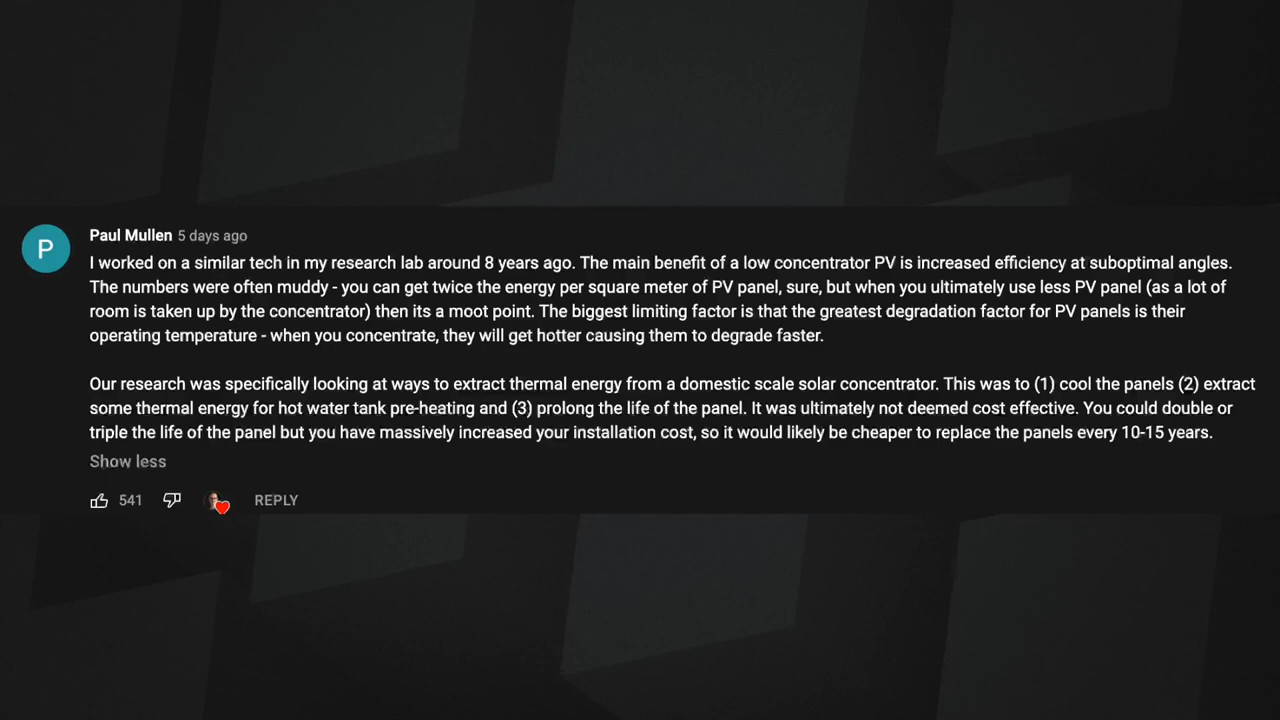 P
Paul Mullen 5 days ago
I worked on a similar tech in my research lab around 8 years ago. The main benefit of a low concentrator PV is increased efficiency at suboptimal angles.
The numbers were often muddy - you can get twice the energy per square meter of PV panel, sure, but when you ultimately use less PV panel (as a lot of
room is taken up by the concentrator) then its a moot point. The biggest limiting factor is that the greatest degradation factor for PV panels is their
operating temperature - when you concentrate, they will get hotter causing them to degrade faster.
Our research was specifically looking at ways to extract thermal energy from a domestic scale solar concentrator. This was to (1) cool the panels (2) extract
some thermal energy for hot water tank pre-heating and (3) prolong the life of the panel. It was ultimately not deemed cost effective. You could double or
triple the life of the panel but you have massively increased your installation cost, so it would likely be cheaper to replace the panels every 10-15 years.
Show less
541 REPLY